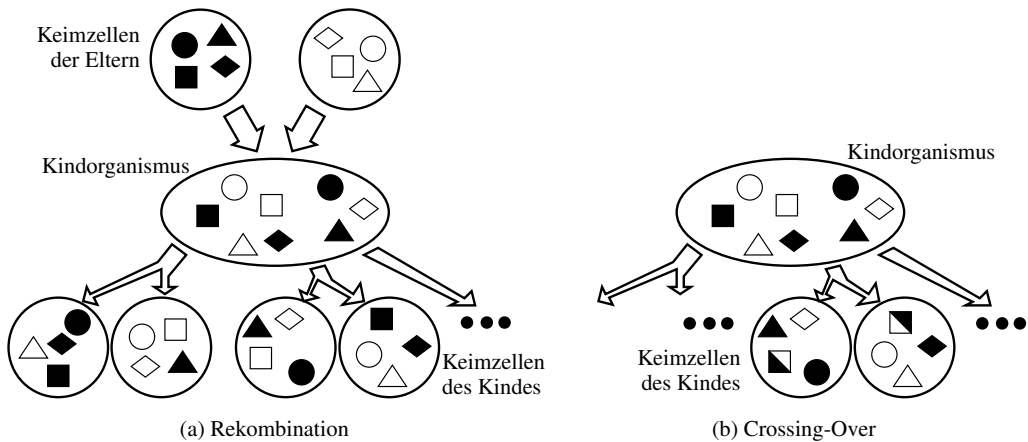 Keimzellen
der Eltern
Kindorganismus
Keimzellen
des Kindes
(a) Rekombination
Kindorganismus
Keimzellen
des Kindes
(b) Crossing-Over